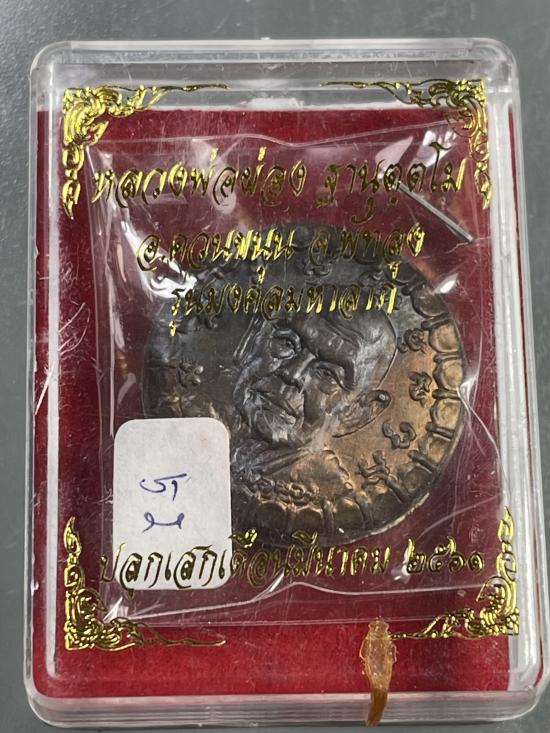 หลวงพ่อผ่อง ฐานุตฺตโม
อ.ควนขนุน จ.พัทลุง
รุ่นมงคลมหาลาภ
ปลุกเสกเดือนมีนาคม ๒๕๖๑